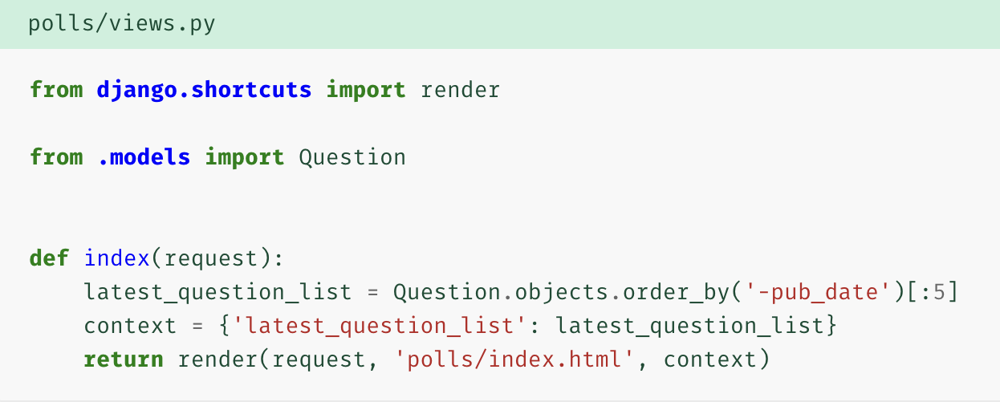 polls/views.py
from django.shortcuts import render
from .models import Question
def index(request):
    latest_question_list = Question.objects.order_by('-pub_date')[:5]
    context = {'latest_question_list': latest_question_list}
    return render(request, 'polls/index.html', context)